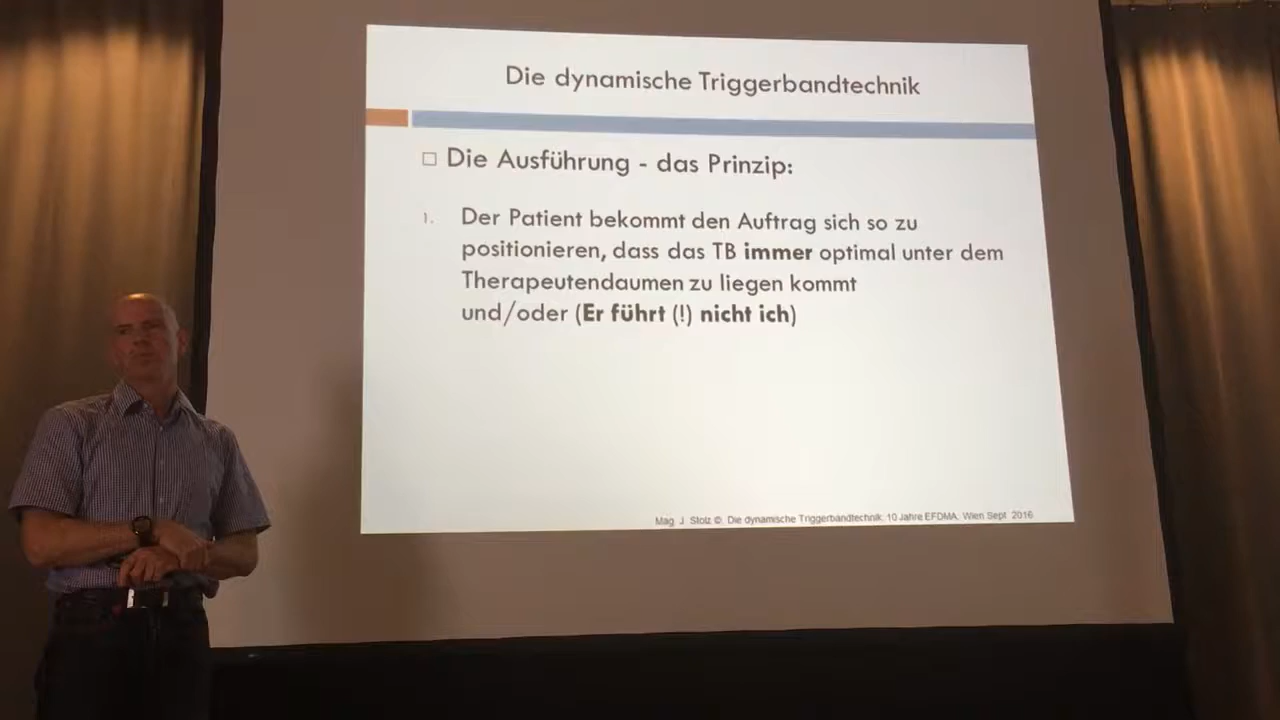 Die dynamische Triggerbandtechnik
Die Ausführung - das Prinzip:
1. Der Patient bekommt den Auftrag sich so zu
positionieren, dass das TB immer optimal unter dem
Therapeutendaumen zu liegen kommt
und/oder (Er führt (!) nicht ich)
Mag. J. Stolz ©. Die dynamische Triggerbandtechnik, 10 Jahre EFDMA, Wien Sept. 2016